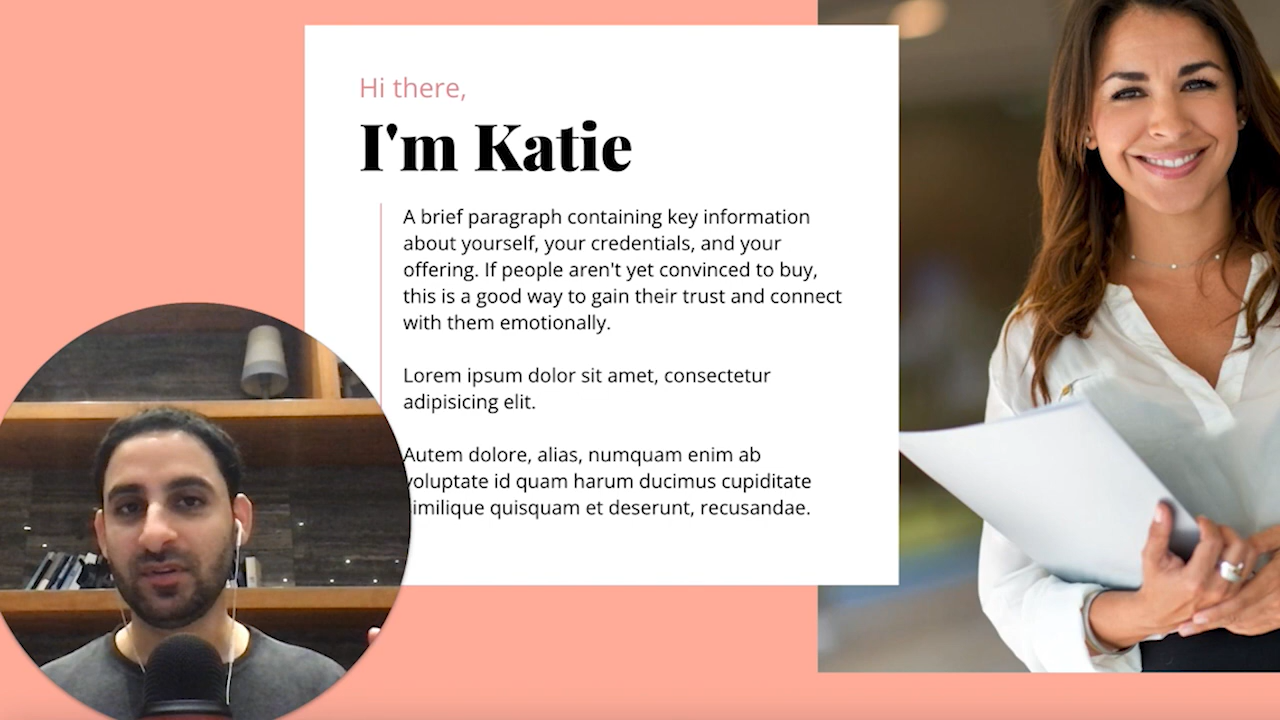 Hi there,
I'm Katie
A brief paragraph containing key information
about yourself, your credentials, and your
offering. If people aren't yet convinced to buy,
this is a good way to gain their trust and connect
with them emotionally.
Lorem ipsum dolor sit amet, consectetur
adipisicing elit.
Autem dolore, alias, numquam enim ab
voluptate id quam harum ducimus cupiditate
similique quisquam et deserunt, recusandae.